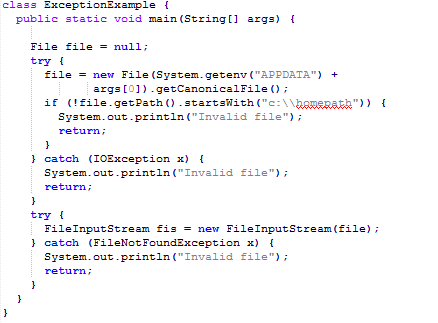 class ExceptionExample {
  public static void main(String[] args) {

    File file = null;
    try {
      file = new File(System.getenv("APPDATA") +
             args[0]).getCanonicalFile();
      if (!file.getPath().startsWith("c:\\homepath")) {
        System.out.println("Invalid file");
        return;
      }
    } catch (IOException x) {
      System.out.println("Invalid file");
      return;
    }
    try {
      FileInputStream fis = new FileInputStream(file);
    } catch (FileNotFoundException x) {
      System.out.println("Invalid file");
      return;
    }
  }
}